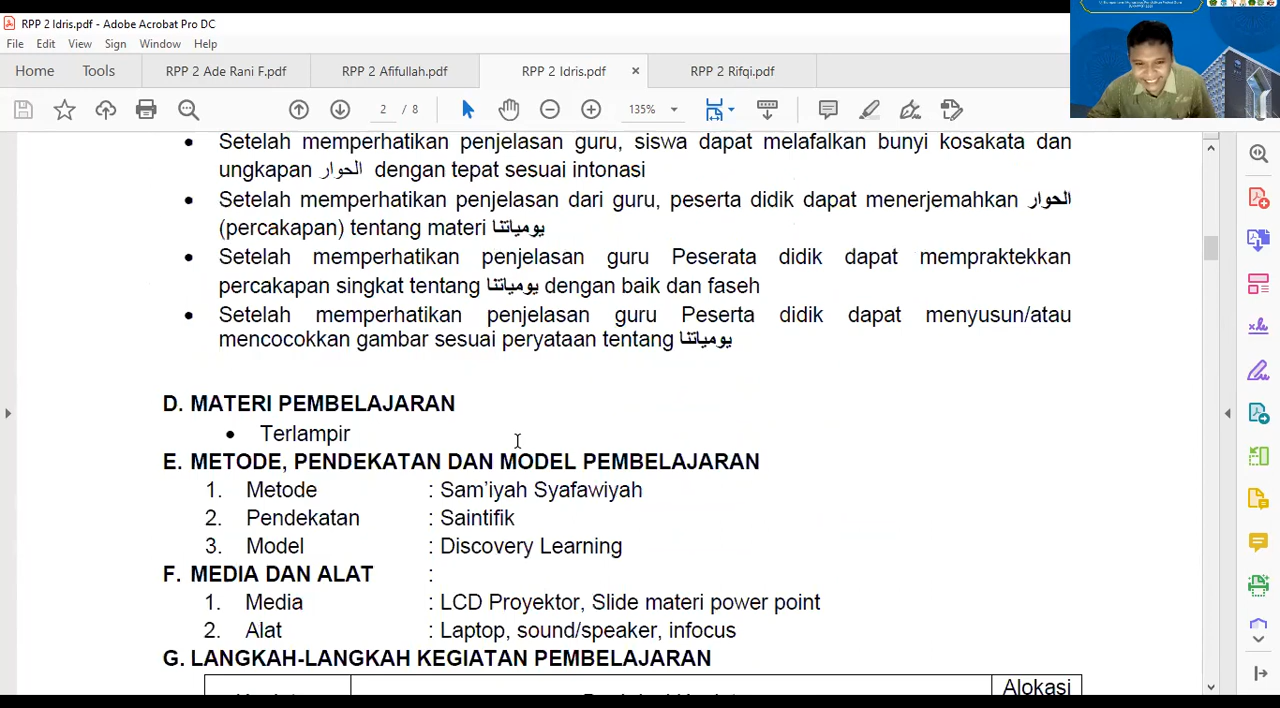 RPP 2 Idris.pdf - Adobe Acrobat Pro DC
File Edit View Sign Window Help
Home Tools RPP 2 Ade Rani F.pdf RPP 2 Afifullah.pdf RPP 2 Idris.pdf × RPP 2 Rifqi.pdf
2 / 8 135%
• Setelah memperhatikan penjelasan guru, siswa dapat melafalkan bunyi kosakata dan
ungkapan الحوار dengan tepat sesuai intonasi
• Setelah memperhatikan penjelasan dari guru, peserta didik dapat menerjemahkan الحوار
(percakapan) tentang materi يومياتنا
• Setelah memperhatikan penjelasan guru Peserata didik dapat mempraktekkan
percakapan singkat tentang يومياتنا dengan baik dan faseh
• Setelah memperhatikan penjelasan guru Peserta didik dapat menyusun/atau
mencocokkan gambar sesuai peryataan tentang يومياتنا
D. MATERI PEMBELAJARAN
• Terlampir
E. METODE, PENDEKATAN DAN MODEL PEMBELAJARAN
1. Metode : Sam’iyah Syafawiyah
2. Pendekatan : Saintifik
3. Model : Discovery Learning
F. MEDIA DAN ALAT :
1. Media : LCD Proyektor, Slide materi power point
2. Alat : Laptop, sound/speaker, infocus
G. LANGKAH-LANGKAH KEGIATAN PEMBELAJARAN
Alokasi